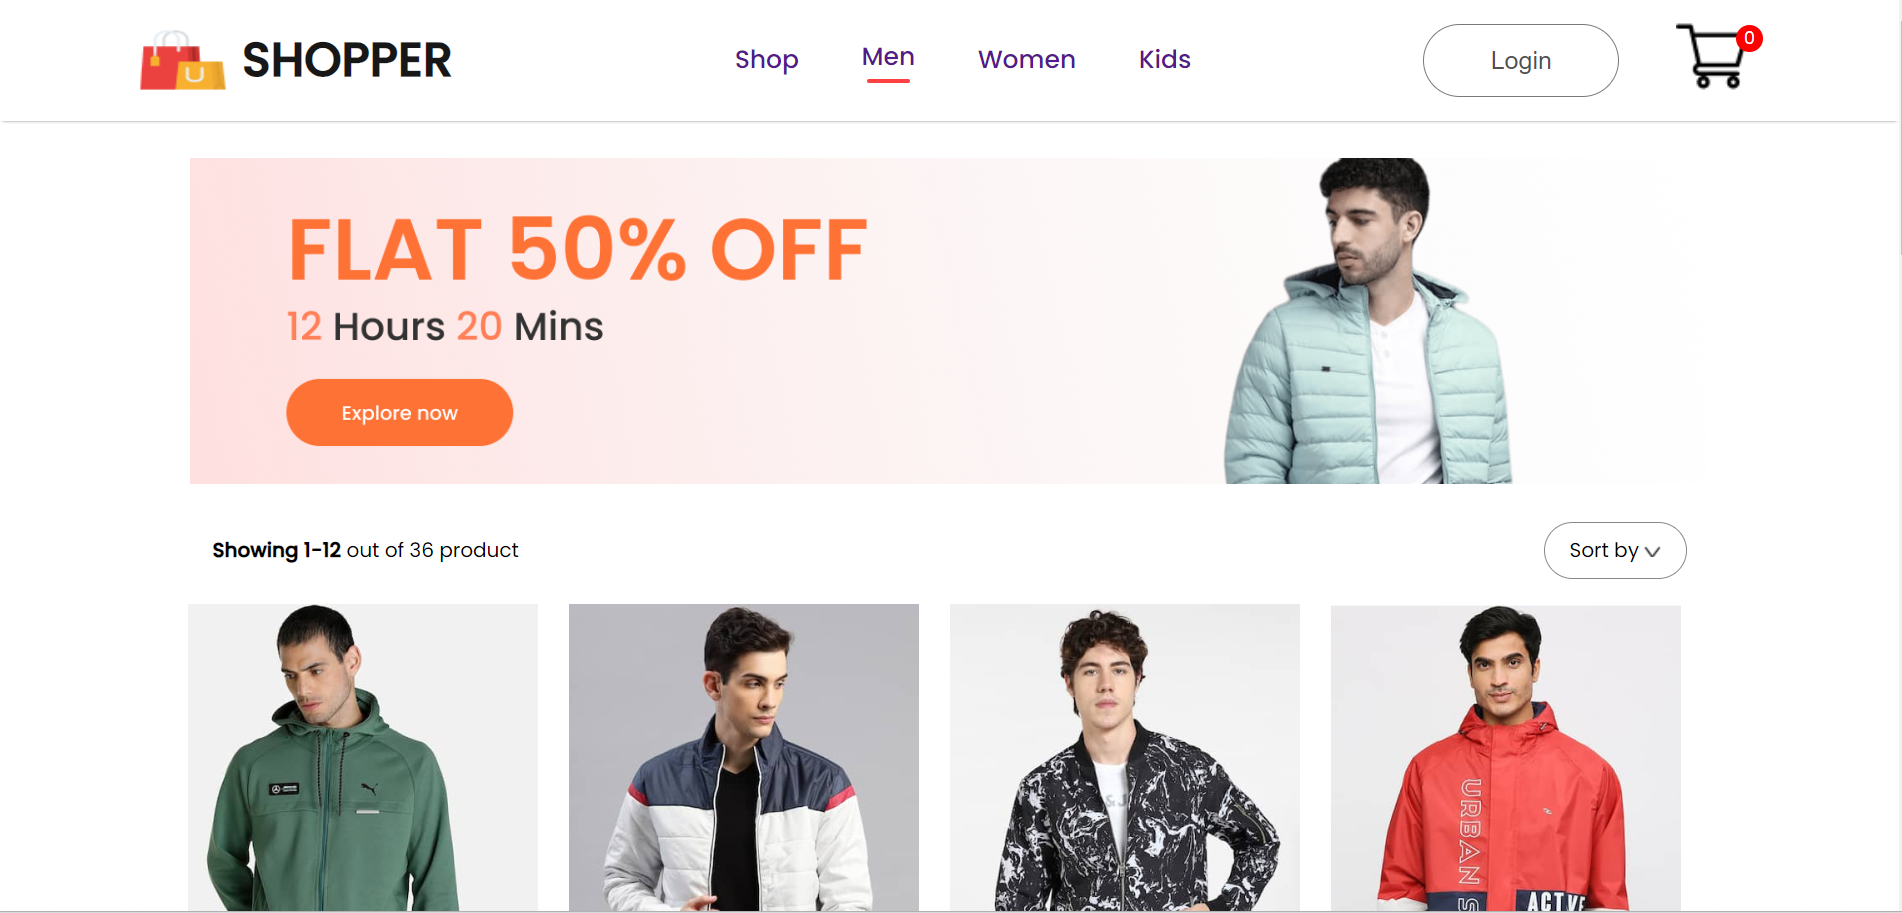 SHOPPER
Shop Men Women Kids
Login
0
FLAT 50% OFF
12 Hours 20 Mins
Explore now
Showing 1-12 out of 36 product
Sort by
URBAN S
ACTIVE